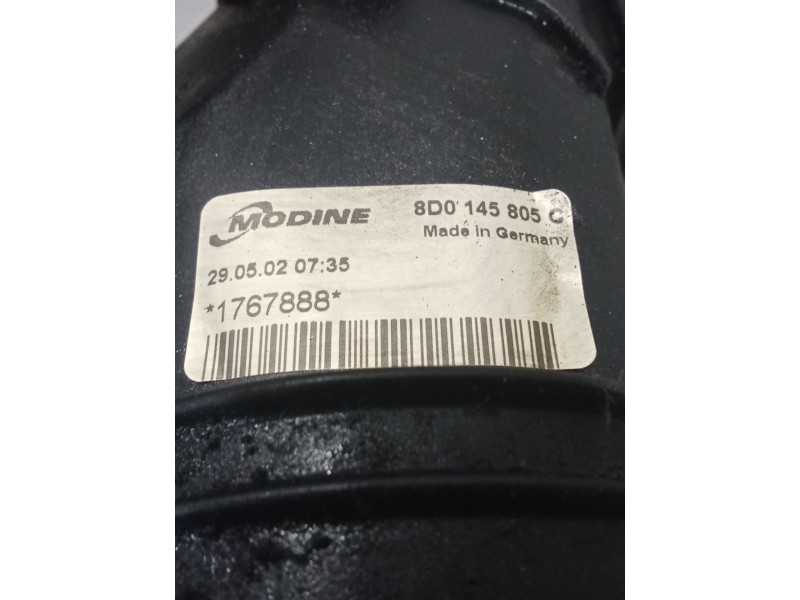 MODINE
8D0 145 805 C
Made in Germany
29.05.02 07:35
*1767888*